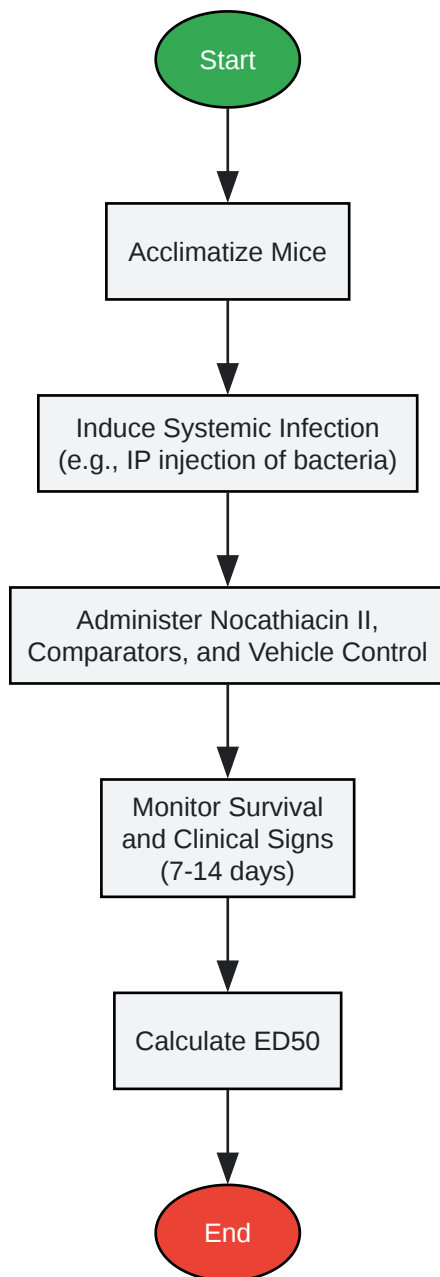 Start
Acclimatize Mice
Induce Systemic Infection
(e.g., IP injection of bacteria)
Administer Nocathiacin II,
Comparators, and Vehicle Control
Monitor Survival
and Clinical Signs
(7-14 days)
Calculate ED50
End